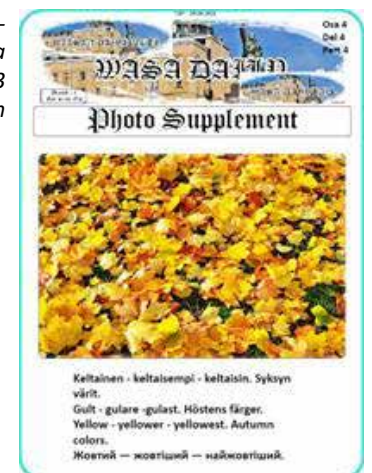 Osa 4
Del 4
Part 4
WASA DAILY
Photo Supplement
Keltainen - keltaisempi - keltaisin. Syksyn
värit.
Gult - gulare -gulast. Höstens färger.
Yellow - yellower - yellowest. Autumn
colors.
Жовтий — жовтіший — найжовтіший.